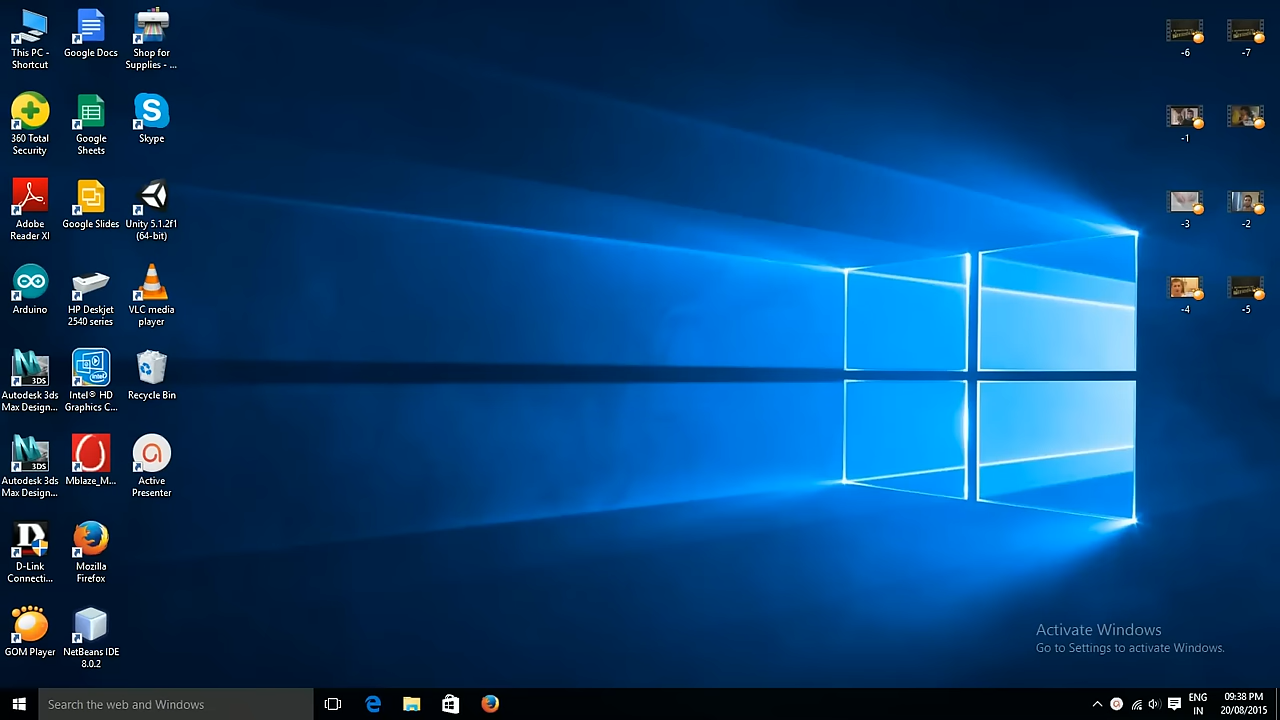 This PC -
Shortcut
Google Docs
Shop for
Supplies - ...
-6
-7
360 Total
Security
Google
Sheets
Skype
-1
Adobe
Reader XI
Google Slides
Unity 5.1.2f1
(64-bit)
-3
-2
Arduino
HP Deskjet
2540 series
VLC media
player
-4
-5
Autodesk 3ds
Max Design...
Intel® HD
Graphics C...
Recycle Bin
Autodesk 3ds
Max Design...
Mblaze_M...
Active
Presenter
D-Link
Connecti...
Mozilla
Firefox
GOM Player
NetBeans IDE
8.0.2
Activate Windows
Go to Settings to activate Windows.
Search the web and Windows
ENG
IN
09:38 PM
20/08/2015